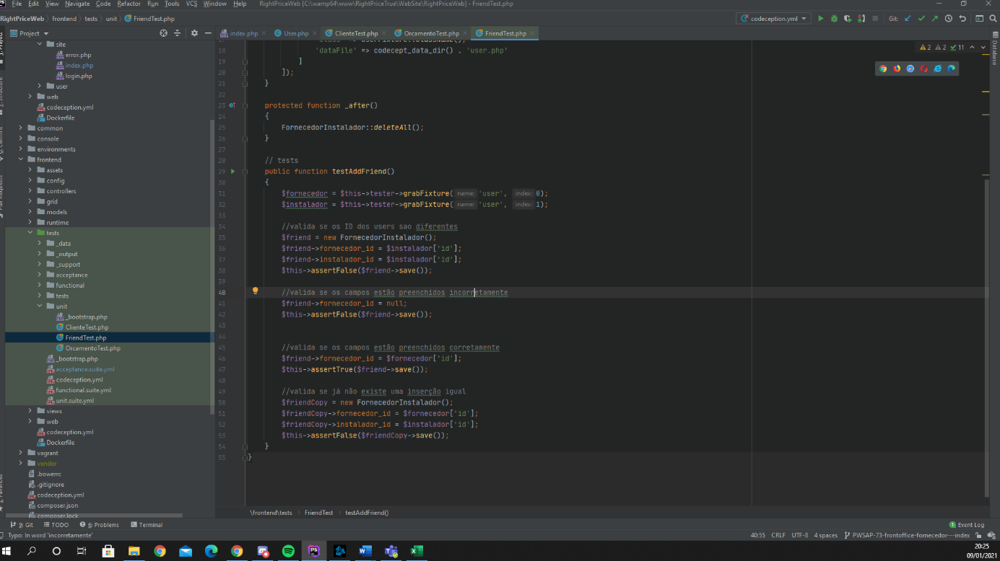 File Edit View Navigate Code Refactor Run Tools VCS Window Help RightPriceWeb [C:\wamp64\www\RightPriceTrue\WebSite\RightPriceWeb] - FriendTest.php
RightPriceWeb frontend tests unit FriendTest.php codeception.yml Git:
Project index.php User.php ClienteTest.php OrcamentoTest.php FriendTest.php
site
error.php
index.php
login.php
user
web
codeception.yml
Dockerfile
common
console
environments
frontend
assets
config
controllers
grid
models
runtime
tests
_data
_output
_support
acceptance
functional
tests
unit
_bootstrap.php
ClienteTest.php
FriendTest.php
OrcamentoTest.php
_bootstrap.php
acceptance.suite.yml
codeception.yml
functional.suite.yml
unit.suite.yml
views
web
codeception.yml
Dockerfile
vagrant
vendor
.bowerrc
.gitignore
codeception.yml
composer.json
composer.lock
2 2 11
Database
18 'dataFile' => codecept_data_dir() . 'user.php'
19 ]
20 ]);
21 }
22
23 protected function _after()
24 {
25 FornecedorInstalador::deleteAll();
26 }
27
28 // tests
29 public function testAddFriend()
30 {
31 $fornecedor = $this->tester->grabFixture( name: 'user', index: 0);
32 $instalador = $this->tester->grabFixture( name: 'user', index: 1);
33
34 //valida se os ID dos users sao diferentes
35 $friend = new FornecedorInstalador();
36 $friend->fornecedor_id = $instalador['id'];
37 $friend->instalador_id = $instalador['id'];
38 $this->assertFalse($friend->save());
39
40 //valida se os campos estão preenchidos incorretamente
41 $friend->fornecedor_id = null;
42 $this->assertFalse($friend->save());
43
44
45 //valida se os campos estão preenchidos corretamente
46 $friend->fornecedor_id = $fornecedor['id'];
47 $this->assertTrue($friend->save());
48
49 //valida se já não existe uma inserção igual
50 $friendCopy = new FornecedorInstalador();
51 $friendCopy->fornecedor_id = $fornecedor['id'];
52 $friendCopy->instalador_id = $instalador['id'];
53 $this->assertFalse($friendCopy->save());
54 }
55 }
\frontend\tests FriendTest testAddFriend()
9: Git TODO 6: Problems Terminal 1 Event Log
Typo: In word 'incorretamente' 40:55 CRLF UTF-8 4 spaces PWSAP-73-frontoffice-fornecedor---index
20:25
09/01/2021